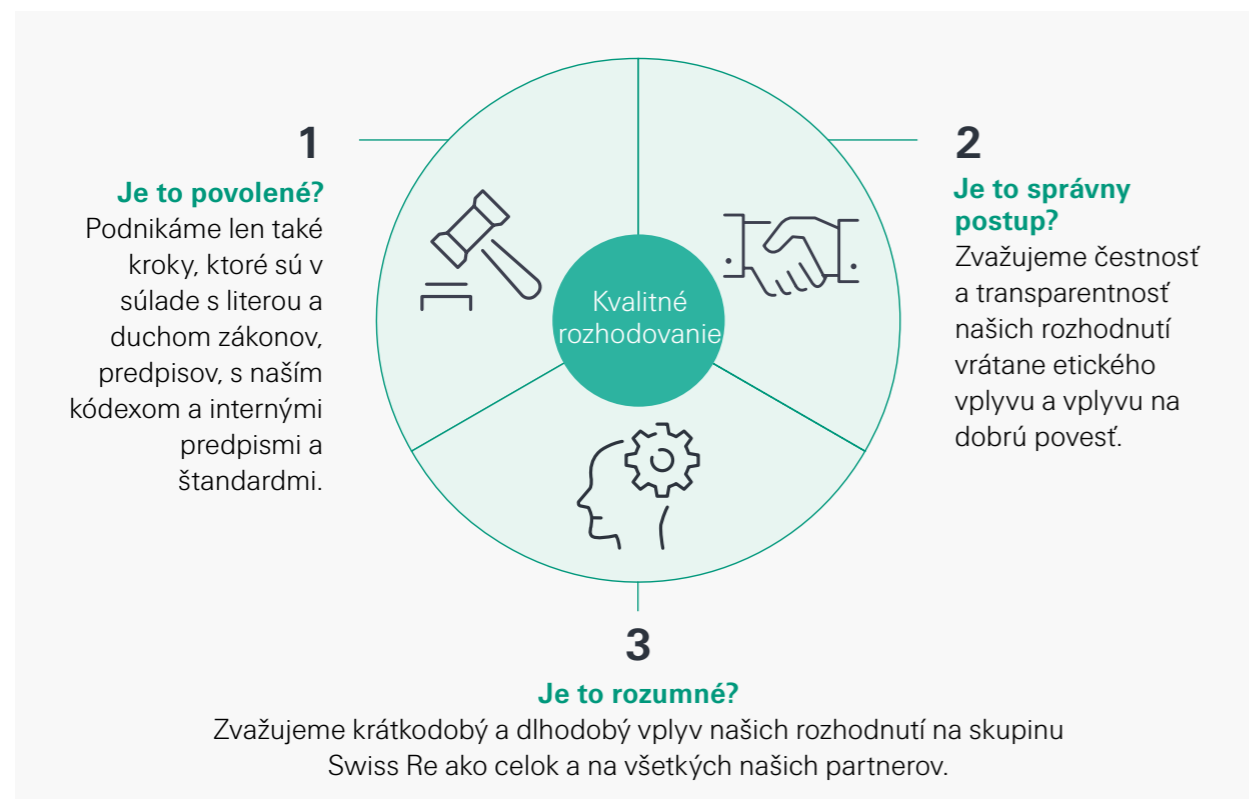 1
Je to povolené?
Podnikáme len také
kroky, ktoré sú v
súlade s literou a
duchom zákonov,
predpisov, s naším
kódexom a internými
predpismi a
štandardmi.
Kvalitné
rozhodovanie
2
Je to správny
postup?
Zvažujeme čestnosť
a transparentnosť
našich rozhodnutí
vrátane etického
vplyvu a vplyvu na
dobrú povesť.
3
Je to rozumné?
Zvažujeme krátkodobý a dlhodobý vplyv našich rozhodnutí na skupinu
Swiss Re ako celok a na všetkých našich partnerov.